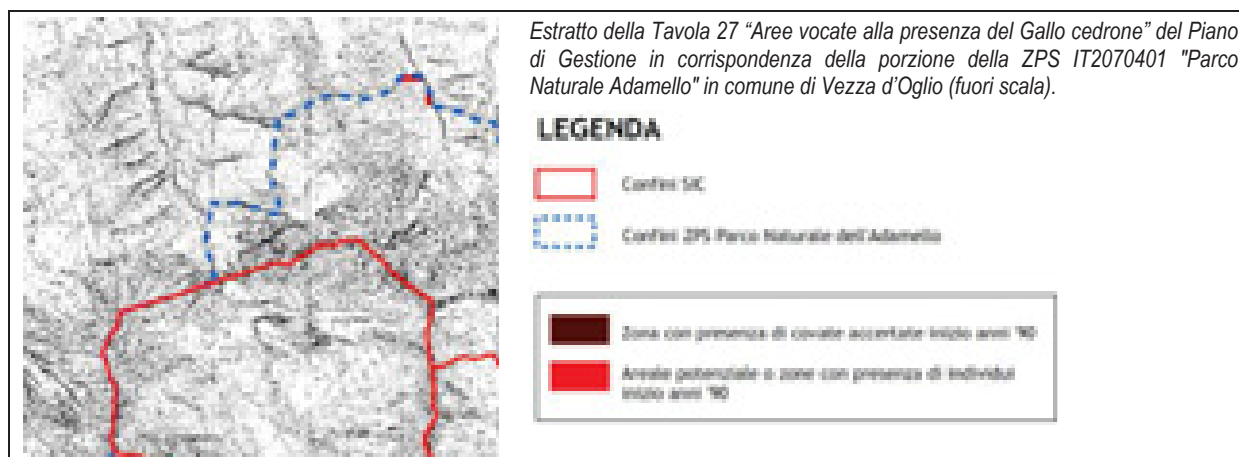 Estratto della Tavola 27 “Aree vocate alla presenza del Gallo cedrone” del Piano
di Gestione in corrispondenza della porzione della ZPS IT2070401 "Parco
Naturale Adamello" in comune di Vezza d’Oglio (fuori scala).
LEGENDA
Confini SIC
Confini ZPS Parco Naturale dell'Adamello
Zona con presenza di covate accertate inizio anni '90
Areale potenziale o zone con presenza di individui
inizio anni '90